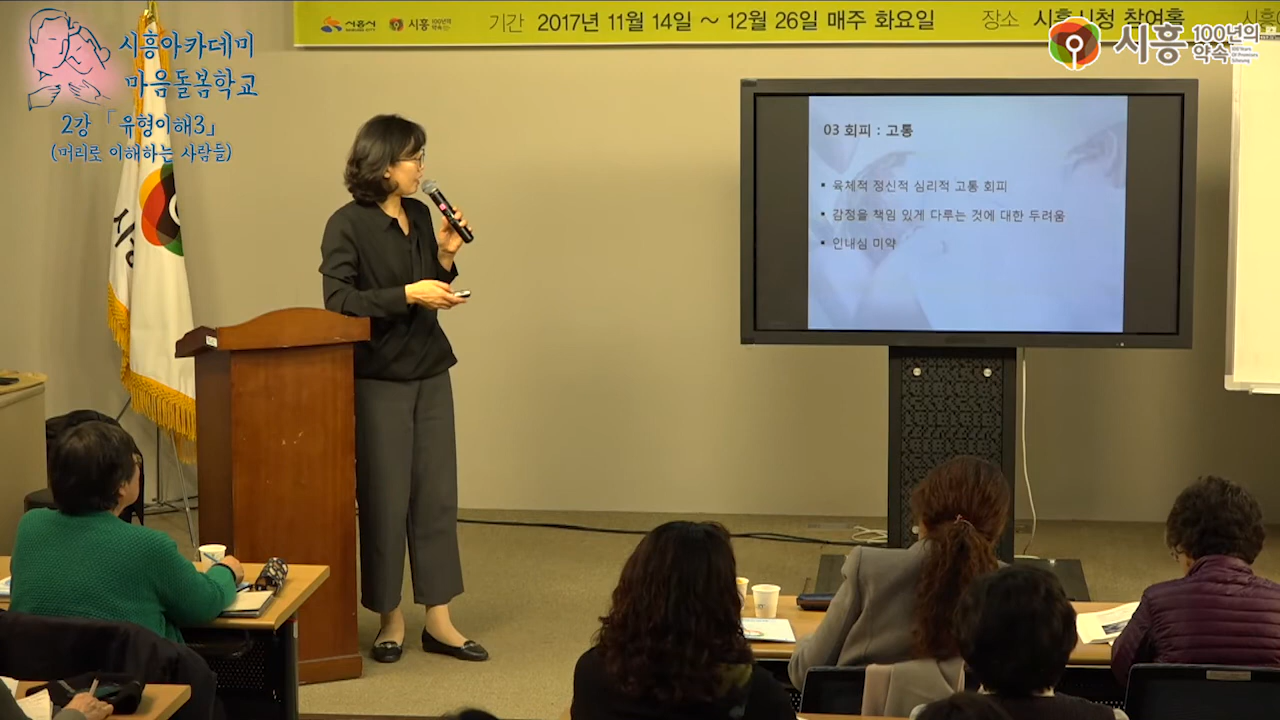 시흥아카데미
마음돌봄학교
2강 「유형이해3」
(머리로 이해하는 사람들)
시흥시 시흥 100년의 약속 기간 2017년 11월 14일 ~ 12월 26일 매주 화요일 장소 시흥시청 참여홀
시흥 100년의 약속
03 회피 : 고통
▪ 육체적 정신적 심리적 고통 회피
▪ 감정을 책임 있게 다루는 것에 대한 두려움
▪ 인내심 미약